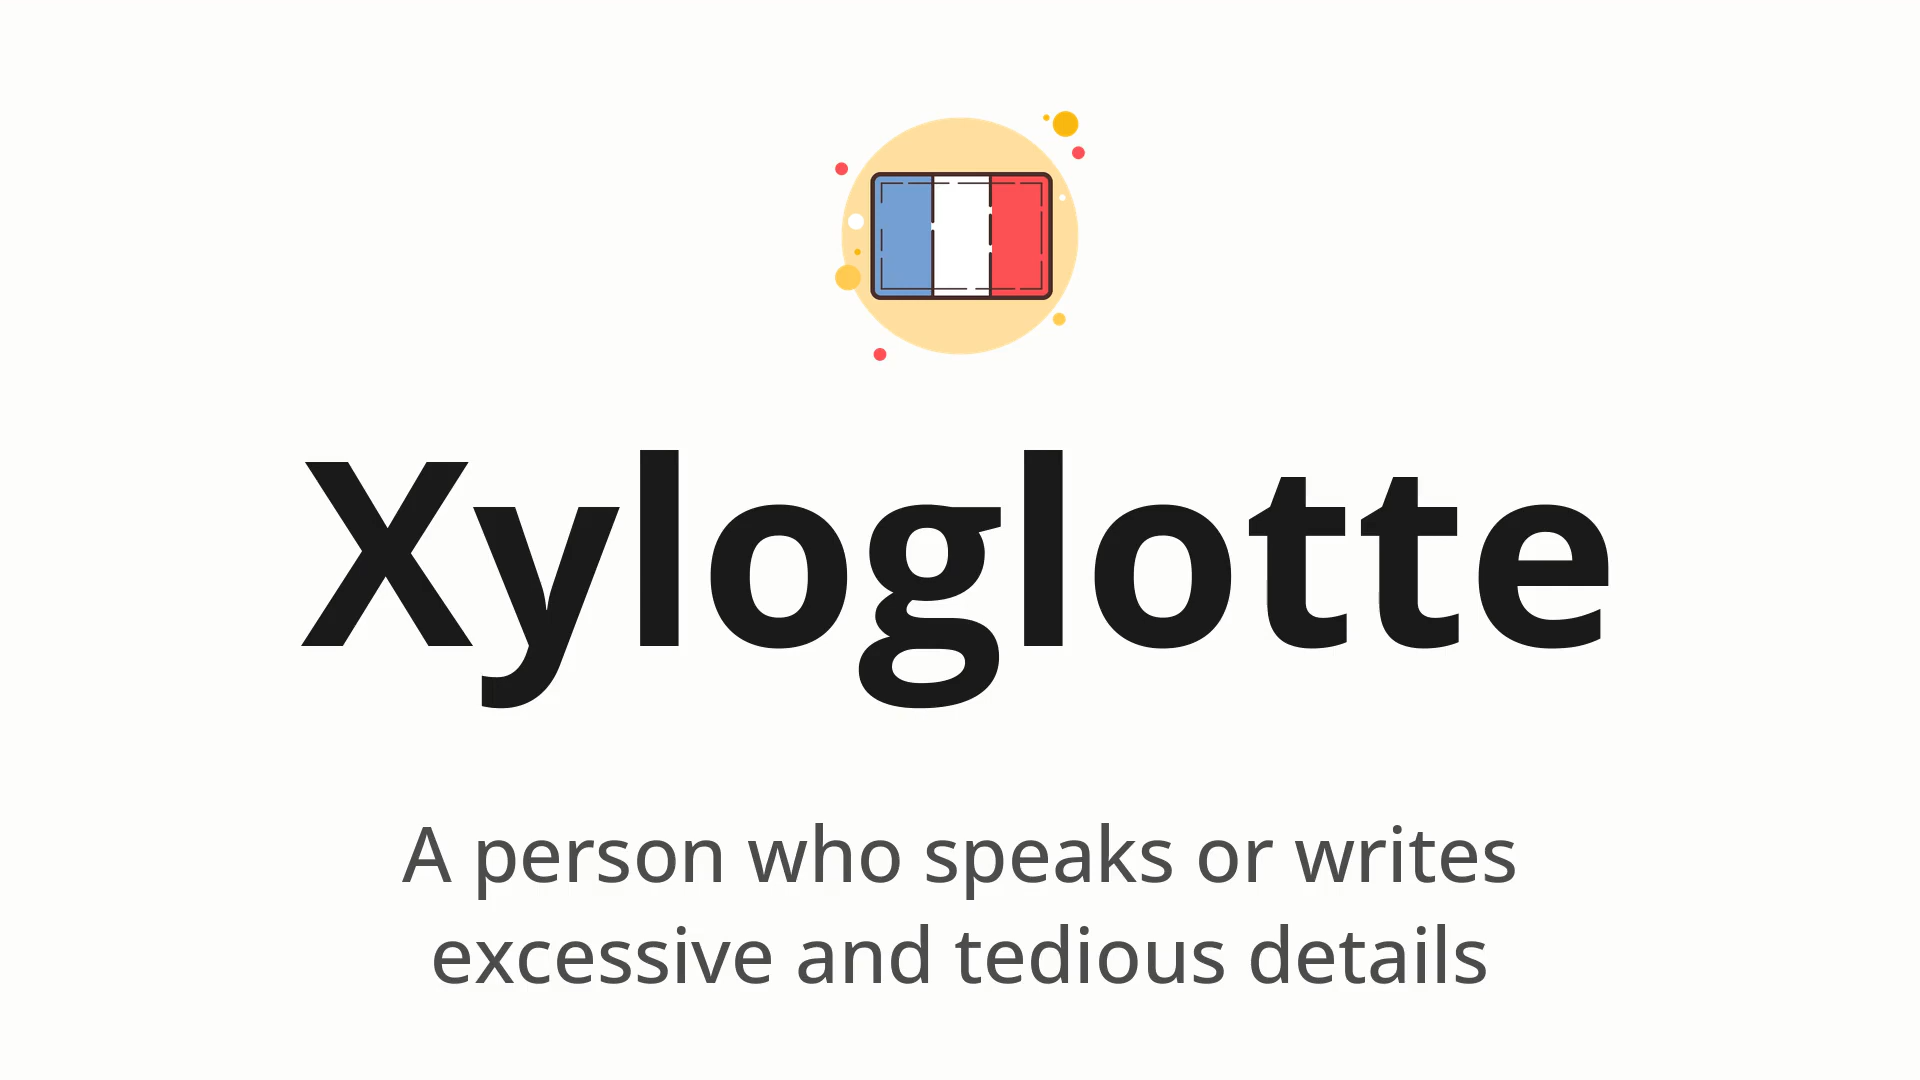 Xyloglotte
A person who speaks or writes
excessive and tedious details